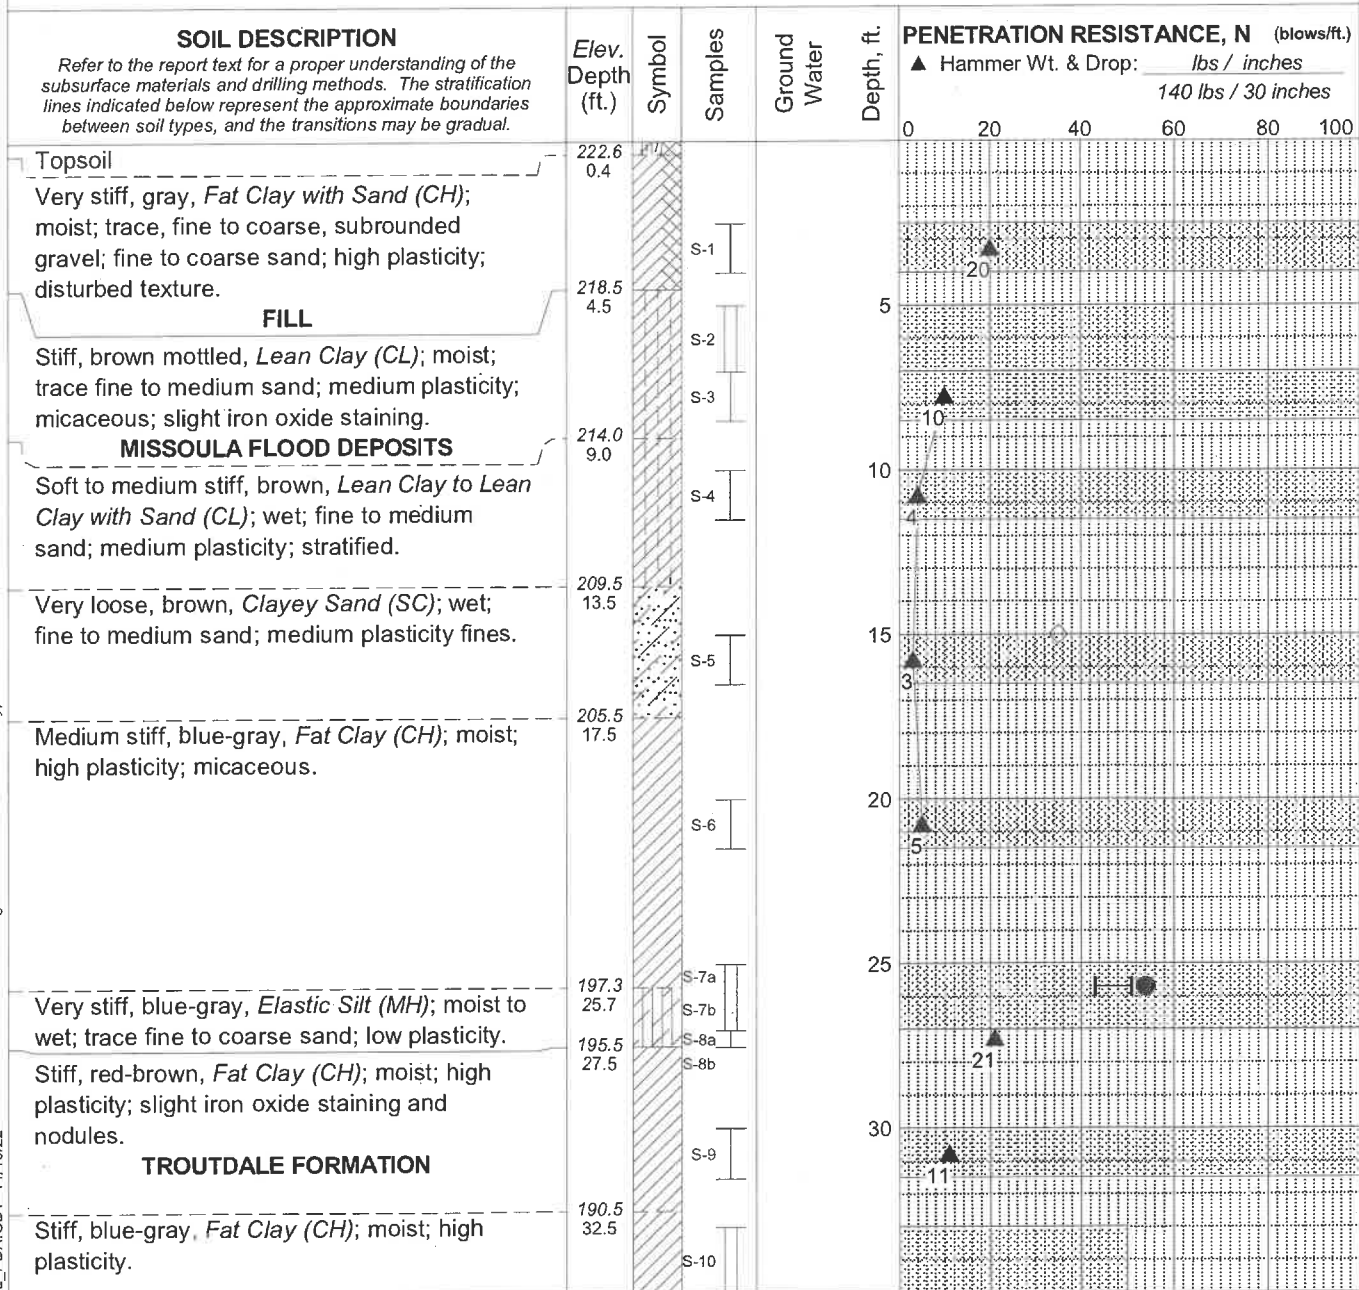 SOIL DESCRIPTION
Refer to the report text for a proper understanding of the
subsurface materials and drilling methods. The stratification
lines indicated below represent the approximate boundaries
between soil types, and the transitions may be gradual.
Elev.
Depth
(ft.)
Symbol
Samples
Ground
Water
Depth, ft.
PENETRATION RESISTANCE, N (blows/ft.)
▲ Hammer Wt. & Drop: lbs / inches
140 lbs / 30 inches
0 20 40 60 80 100
Topsoil
222.6
0.4
Very stiff, gray, Fat Clay with Sand (CH);
moist; trace, fine to coarse, subrounded
gravel; fine to coarse sand; high plasticity;
disturbed texture.
S-1
20
218.5
4.5
5
FILL
S-2
Stiff, brown mottled, Lean Clay (CL); moist;
trace fine to medium sand; medium plasticity;
micaceous; slight iron oxide staining.
S-3
10
MISSOULA FLOOD DEPOSITS
214.0
9.0
10
Soft to medium stiff, brown, Lean Clay to Lean
Clay with Sand (CL); wet; fine to medium
sand; medium plasticity; stratified.
S-4
4
209.5
13.5
Very loose, brown, Clayey Sand (SC); wet;
fine to medium sand; medium plasticity fines.
15
S-5
3
205.5
17.5
Medium stiff, blue-gray, Fat Clay (CH); moist;
high plasticity; micaceous.
20
S-6
5
25
S-7a
197.3
25.7
Very stiff, blue-gray, Elastic Silt (MH); moist to
wet; trace fine to coarse sand; low plasticity.
S-7b
S-8a
195.5
27.5
S-8b
21
Stiff, red-brown, Fat Clay (CH); moist; high
plasticity; slight iron oxide staining and
nodules.
30
S-9
11
TROUTDALE FORMATION
190.5
32.5
Stiff, blue-gray, Fat Clay (CH); moist; high
plasticity.
S-10